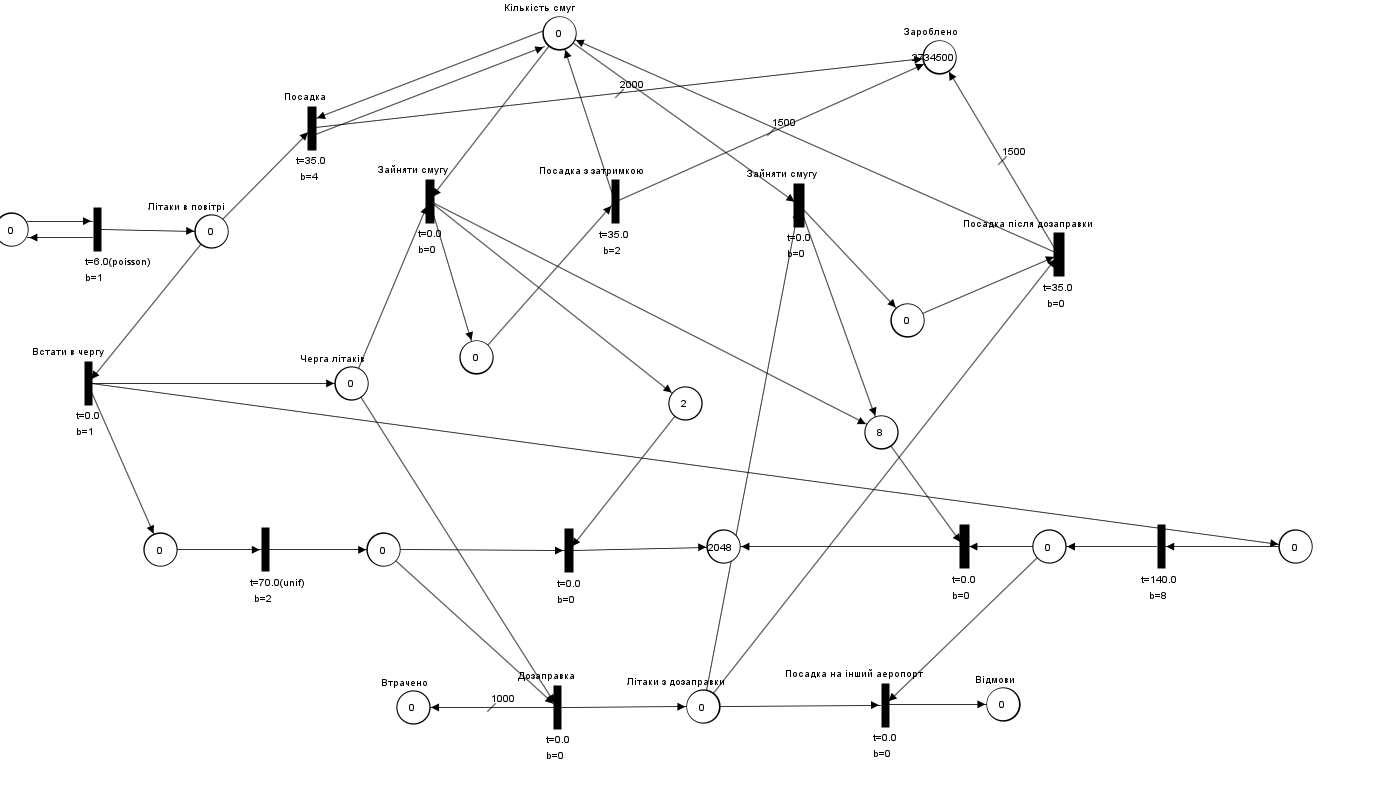 Кількість смуг
0
Зароблено
3734500
2000
Посадка
1500
t=35.0
b=4
1500
Зайняти смугу
t=0.0
b=0
Посадка з затримкою
t=35.0
b=2
Зайняти смугу
t=0.0
b=0
Літаки в повітрі
0
0
t=6.0(poisson)
b=1
Посадка після дозаправки
t=35.0
b=0
0
Встати в чергу
t=0.0
b=1
Черга літаків
0
0
2
8
0
t=70.0(unif)
b=2
0
t=0.0
b=0
2048
t=0.0
b=0
0
t=140.0
b=8
0
Втрачено
0
1000
Дозаправка
t=0.0
b=0
Літаки з дозаправки
0
Посадка на інший аеропорт
t=0.0
b=0
Відмови
0